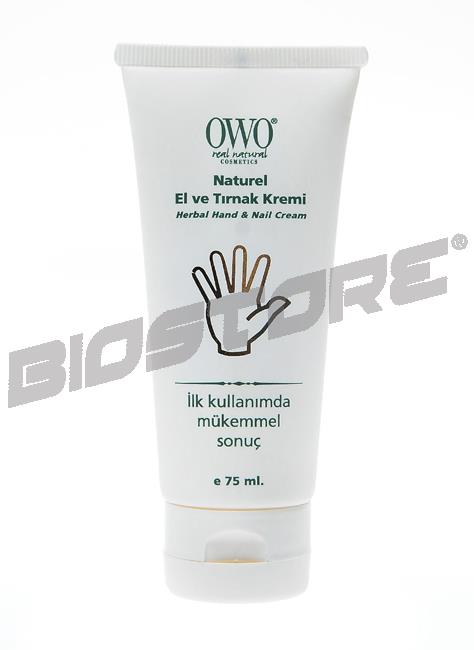 OWO®
real natural
COSMETICS
Naturel
El ve Tırnak Kremi
Herbal Hand & Nail Cream
BIOSTORE®
İlk kullanımda
mükemmel
sonuç
e 75 ml.